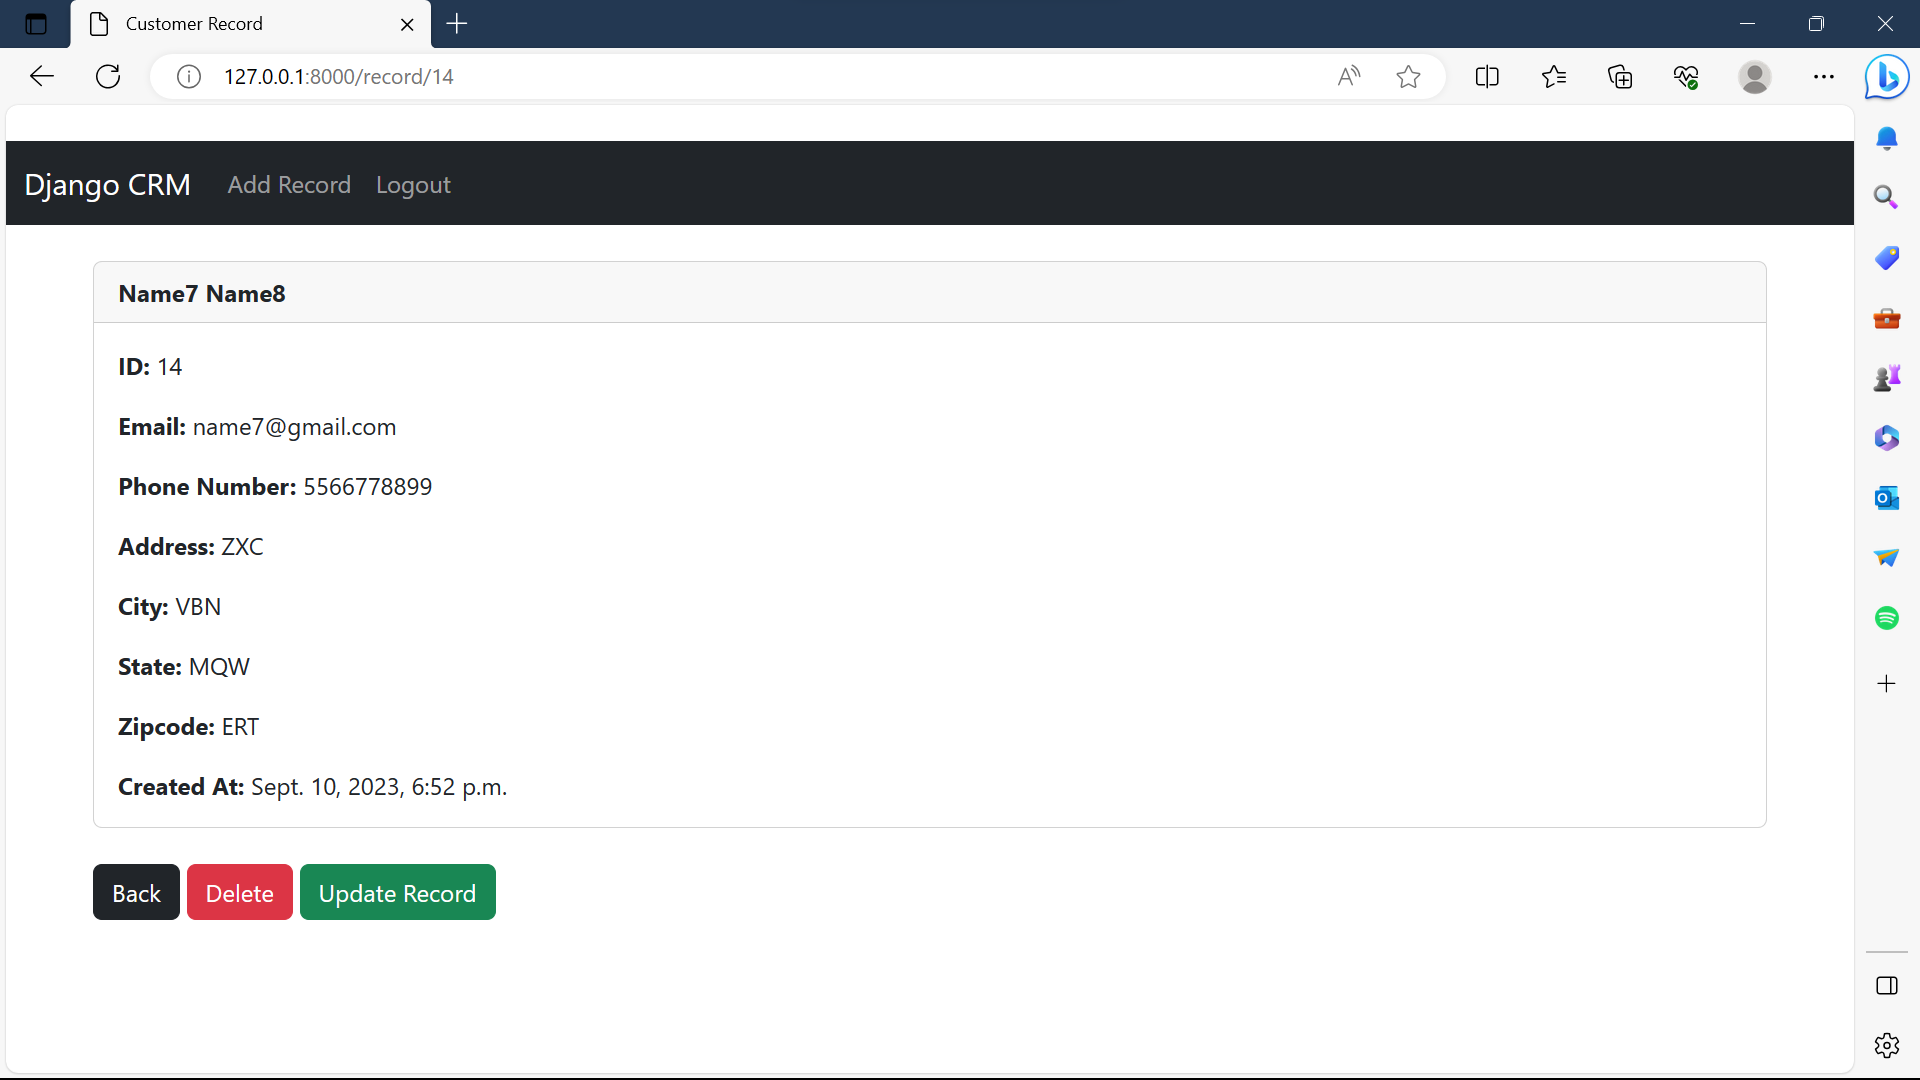 Customer Record
127.0.0.1:8000/record/14
Django CRM Add Record Logout
Name7 Name8
ID: 14
Email: name7@gmail.com
Phone Number: 5566778899
Address: ZXC
City: VBN
State: MQW
Zipcode: ERT
Created At: Sept. 10, 2023, 6:52 p.m.
Back Delete Update Record